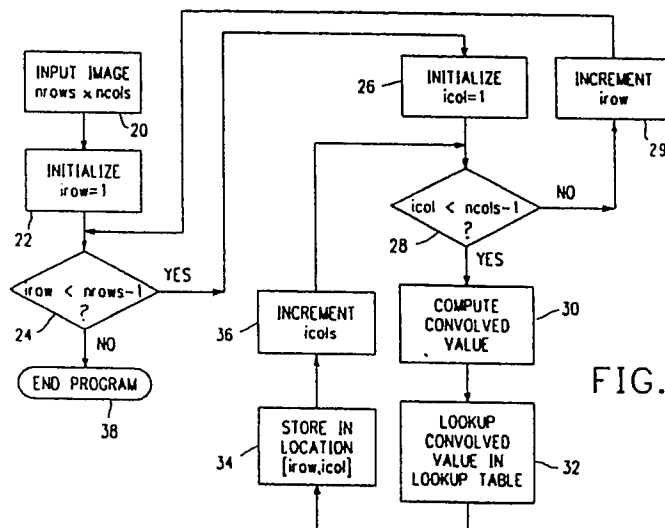 INPUT IMAGE
nrows x ncols
20
INITIALIZE
irow=1
22
irow < nrows-1
?
24
YES
NO
END PROGRAM
38
26
INITIALIZE
icol=1
INCREMENT
irow
29
icol < ncols-1
?
28
NO
YES
COMPUTE
CONVOLVED
VALUE
30
INCREMENT
icols
36
STORE IN
LOCATION
[irow,icol]
34
LOOKUP
CONVOLVED
VALUE IN
LOOKUP TABLE
32
FIG.